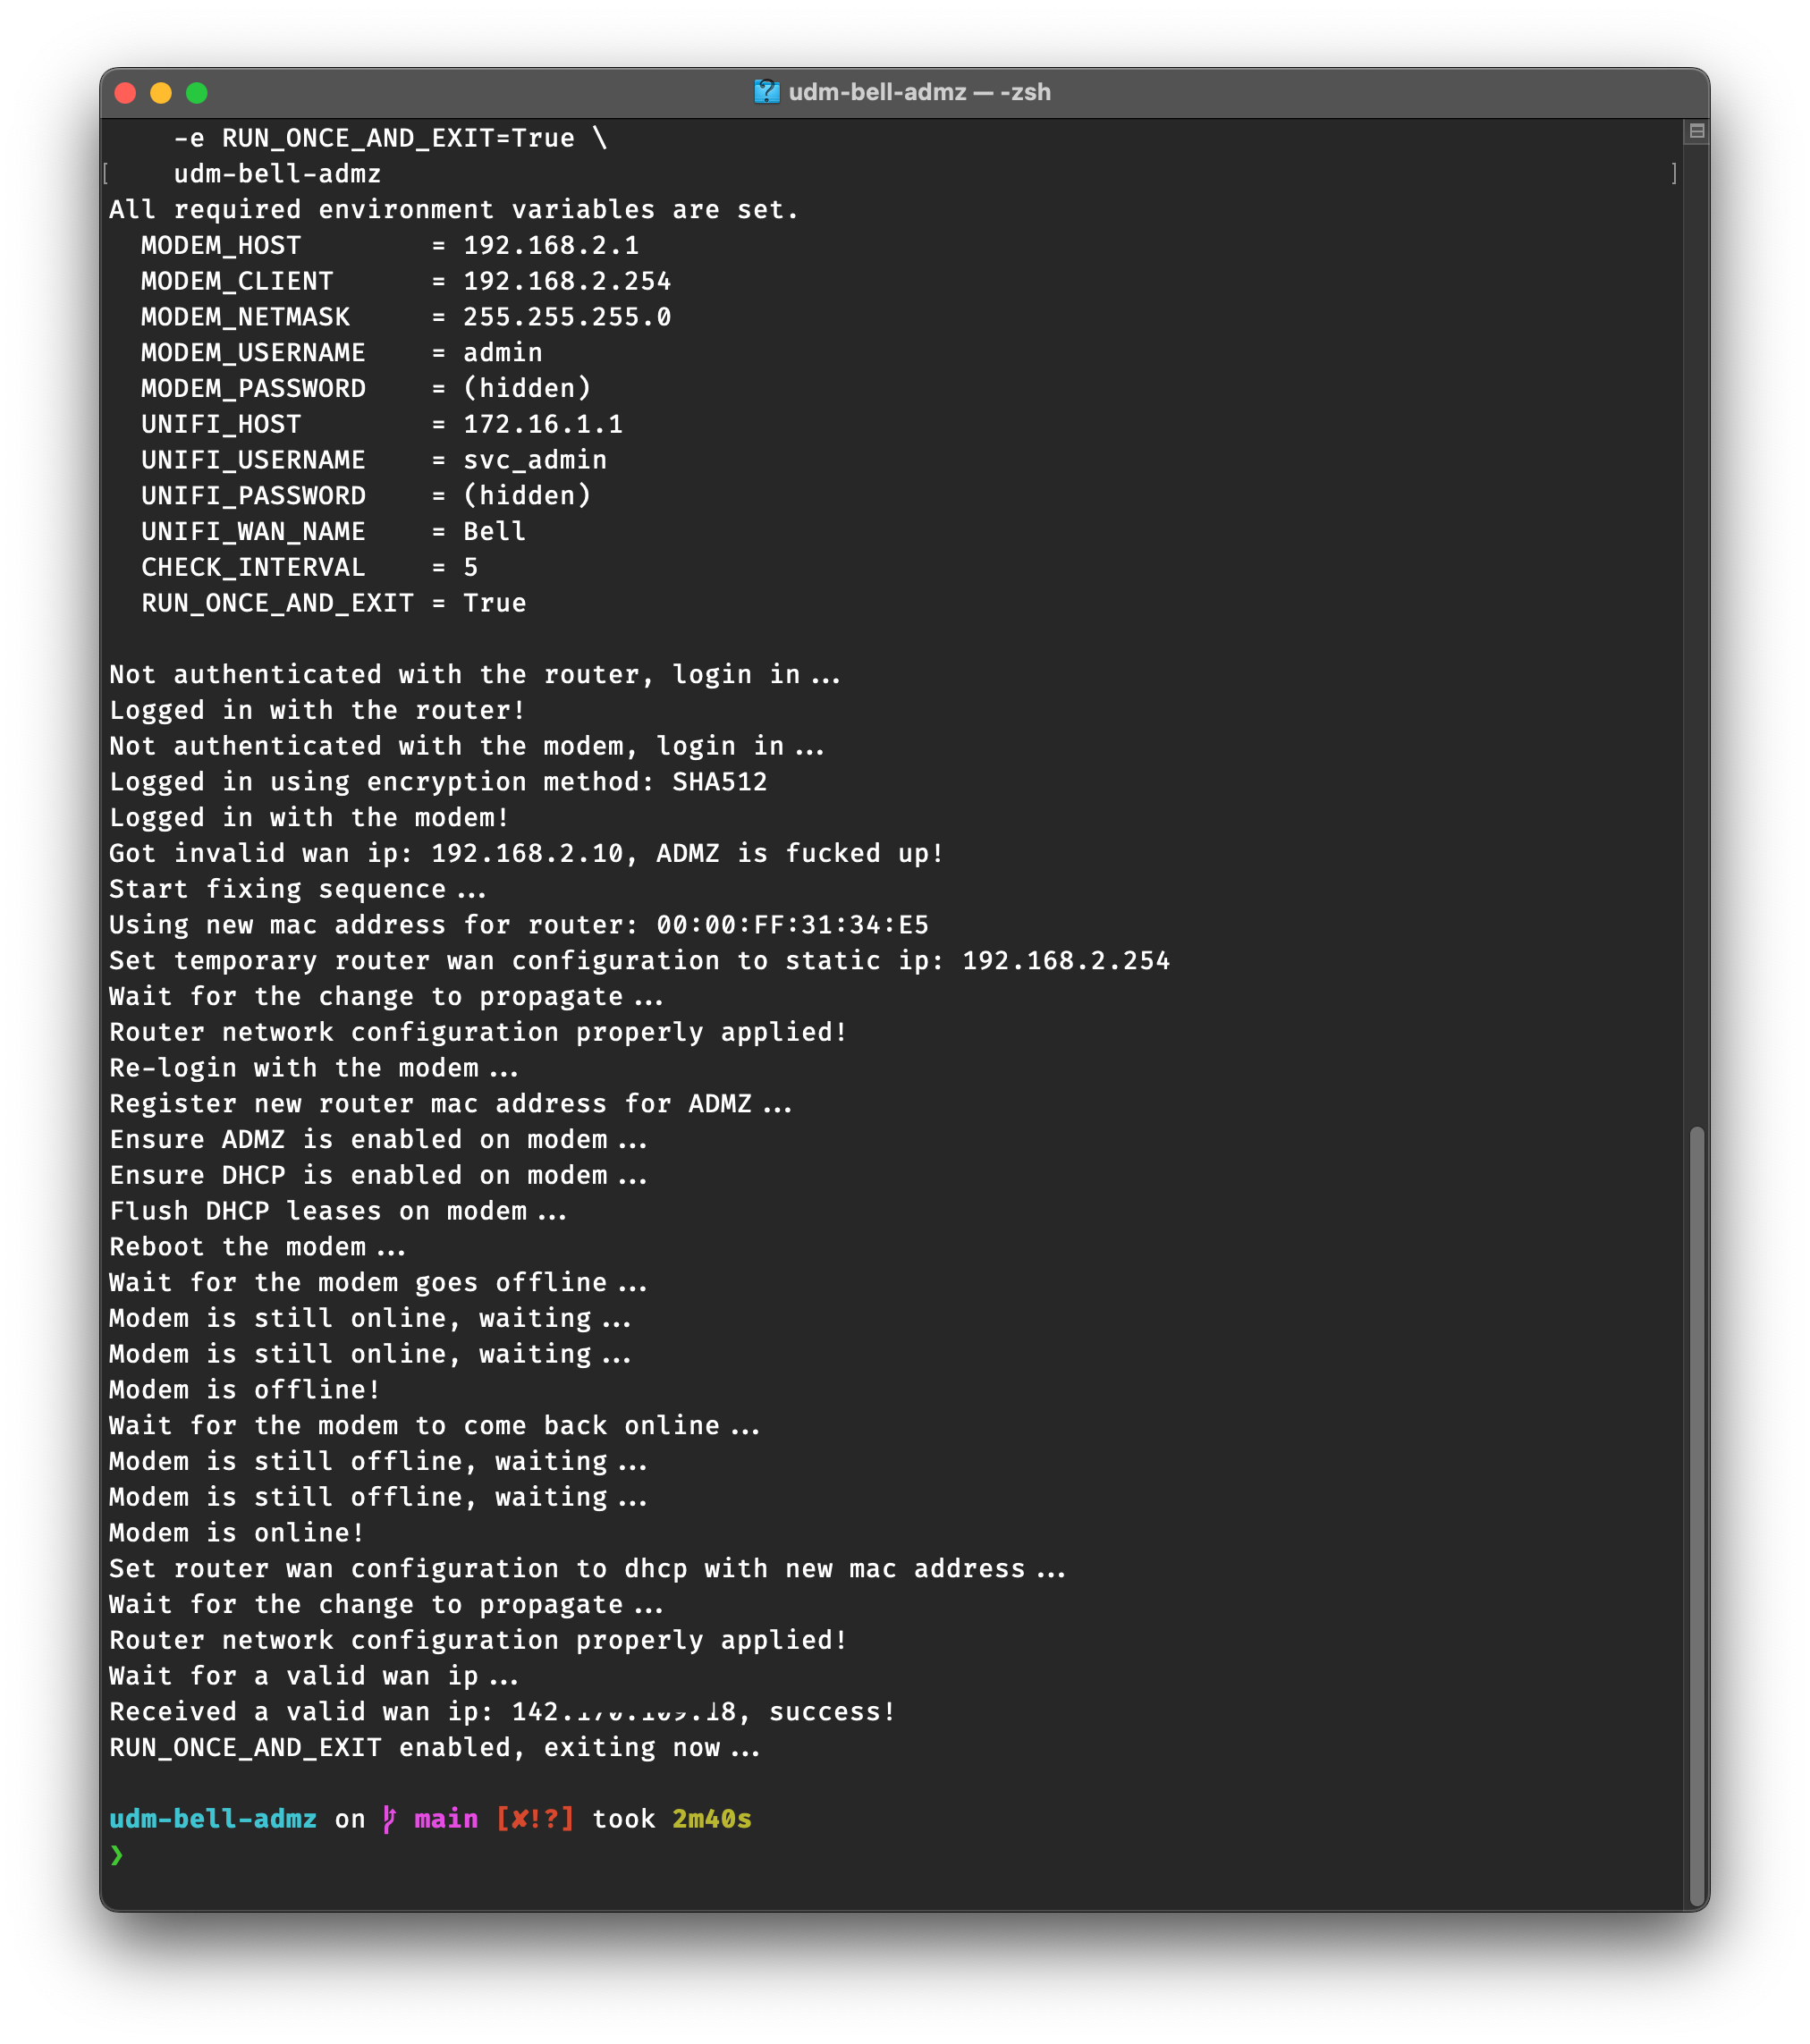 udm-bell-admz — -zsh
-e RUN_ONCE_AND_EXIT=True \
[ udm-bell-admz ]
All required environment variables are set.
MODEM_HOST = 192.168.2.1
MODEM_CLIENT = 192.168.2.254
MODEM_NETMASK = 255.255.255.0
MODEM_USERNAME = admin
MODEM_PASSWORD = (hidden)
UNIFI_HOST = 172.16.1.1
UNIFI_USERNAME = svc_admin
UNIFI_PASSWORD = (hidden)
UNIFI_WAN_NAME = Bell
CHECK_INTERVAL = 5
RUN_ONCE_AND_EXIT = True
Not authenticated with the router, login in...
Logged in with the router!
Not authenticated with the modem, login in...
Logged in using encryption method: SHA512
Logged in with the modem!
Got invalid wan ip: 192.168.2.10, ADMZ is fucked up!
Start fixing sequence...
Using new mac address for router: 00:00:FF:31:34:E5
Set temporary router wan configuration to static ip: 192.168.2.254
Wait for the change to propagate...
Router network configuration properly applied!
Re-login with the modem...
Register new router mac address for ADMZ...
Ensure ADMZ is enabled on modem...
Ensure DHCP is enabled on modem...
Flush DHCP leases on modem...
Reboot the modem...
Wait for the modem goes offline...
Modem is still online, waiting...
Modem is still online, waiting...
Modem is offline!
Wait for the modem to come back online...
Modem is still offline, waiting...
Modem is still offline, waiting...
Modem is online!
Set router wan configuration to dhcp with new mac address...
Wait for the change to propagate...
Router network configuration properly applied!
Wait for a valid wan ip...
Received a valid wan ip: success!
RUN_ONCE_AND_EXIT enabled, exiting now...
udm-bell-admz on main [✘!?] took 2m40s
❯